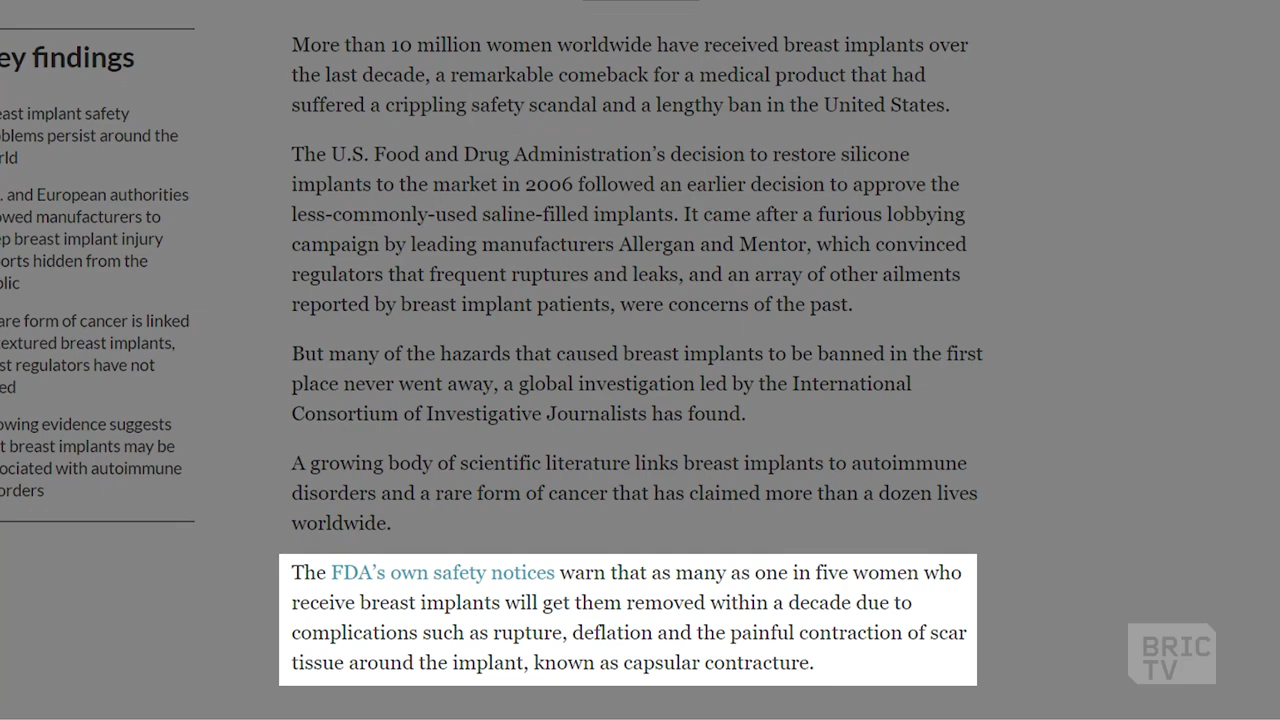 ey findings
east implant safety
oblems persist around the
rld
. and European authorities
owed manufacturers to
ep breast implant injury
orts hidden from the
olic
are form of cancer is linked
extured breast implants,
st regulators have not
ed
owing evidence suggests
t breast implants may be
ociated with autoimmune
orders
More than 10 million women worldwide have received breast implants over
the last decade, a remarkable comeback for a medical product that had
suffered a crippling safety scandal and a lengthy ban in the United States.
The U.S. Food and Drug Administration’s decision to restore silicone
implants to the market in 2006 followed an earlier decision to approve the
less-commonly-used saline-filled implants. It came after a furious lobbying
campaign by leading manufacturers Allergan and Mentor, which convinced
regulators that frequent ruptures and leaks, and an array of other ailments
reported by breast implant patients, were concerns of the past.
But many of the hazards that caused breast implants to be banned in the first
place never went away, a global investigation led by the International
Consortium of Investigative Journalists has found.
A growing body of scientific literature links breast implants to autoimmune
disorders and a rare form of cancer that has claimed more than a dozen lives
worldwide.
The FDA’s own safety notices warn that as many as one in five women who
receive breast implants will get them removed within a decade due to
complications such as rupture, deflation and the painful contraction of scar
tissue around the implant, known as capsular contracture.
BRIC
TV